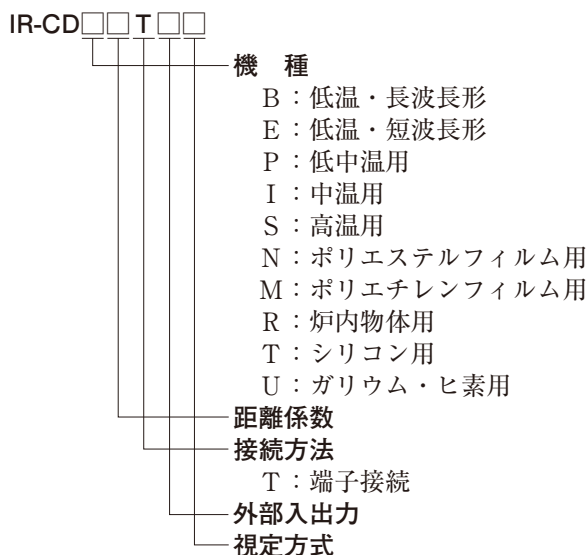 IR-CD□□T□□
機　種
B：低温・長波長形
E：低温・短波長形
P：低中温用
I：中温用
S：高温用
N：ポリエステルフィルム用
M：ポリエチレンフィルム用
R：炉内物体用
T：シリコン用
U：ガリウム・ヒ素用
距離係数
接続方法
T：端子接続
外部入出力
視定方式